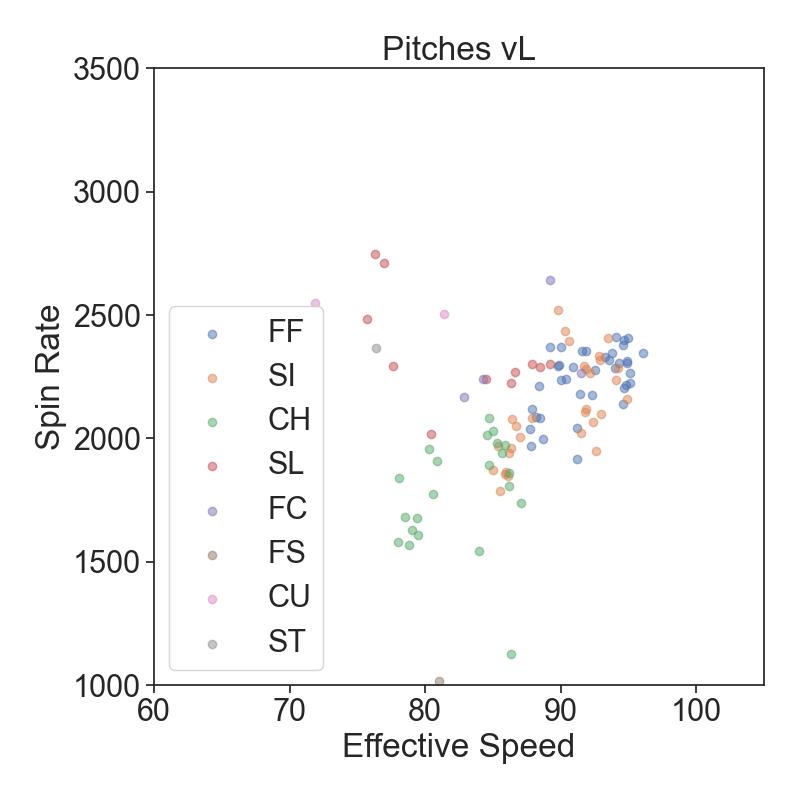 Pitches vL
3500
3000
2500
2000
1500
1000
Spin Rate
FF
SI
CH
SL
FC
FS
CU
ST
60
70
80
90
100
Effective Speed